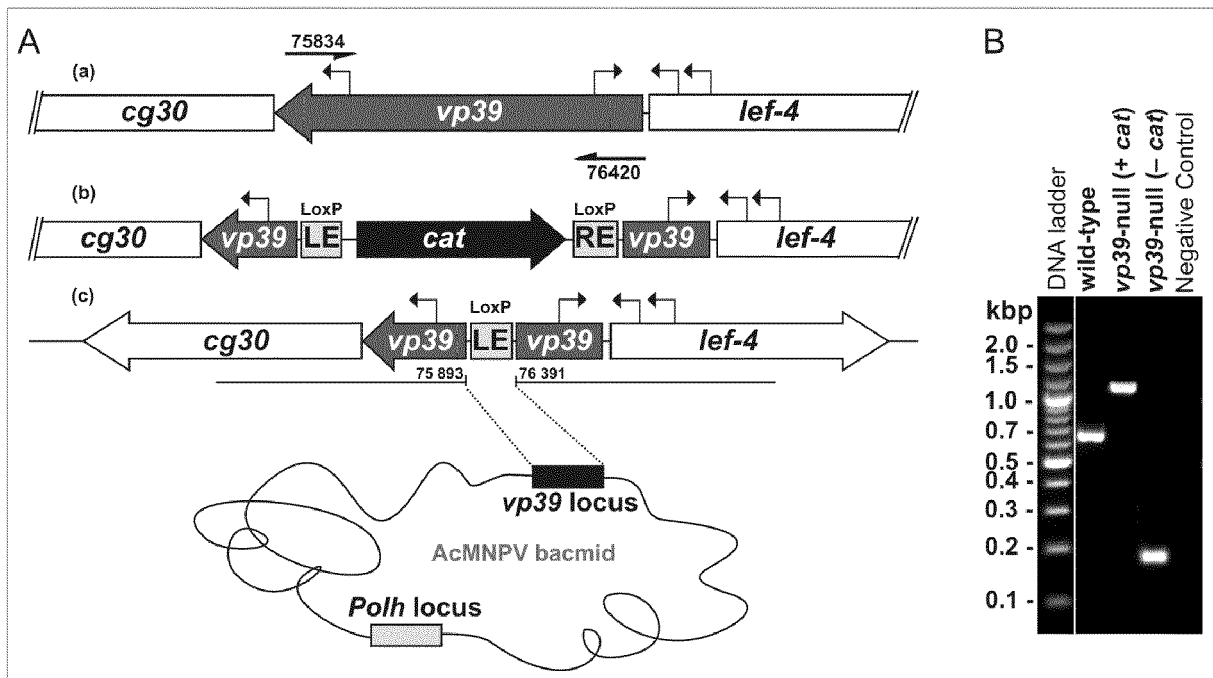 A
B
75834
(a)
cg30
vp39
lef-4
76420
(b)
LoxP
LoxP
cg30
vp39
LE
cat
RE
vp39
lef-4
(c)
LoxP
cg30
vp39
LE
vp39
lef-4
75 893
76 391
vp39 locus
AcMNPV bacmid
Polh locus
DNA ladder
wild-type
vp39-null (+ cat)
vp39-null (– cat)
Negative Control
kbp
2.0 -
1.5 -
1.0 -
0.7 -
0.5 -
0.4 -
0.3 -
0.2 -
0.1 -